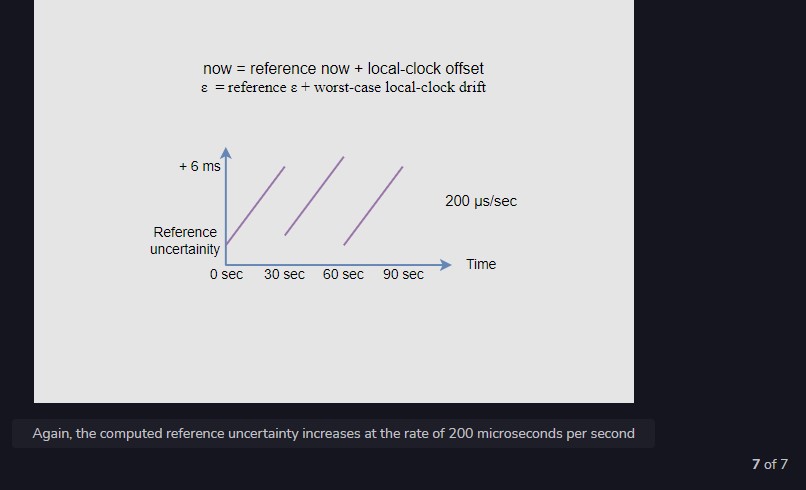 now = reference now + local-clock offset
ε = reference ε + worst-case local-clock drift
+ 6 ms
200 µs/sec
Reference
uncertainity
Time
0 sec 30 sec 60 sec 90 sec
Again, the computed reference uncertainty increases at the rate of 200 microseconds per second
7 of 7